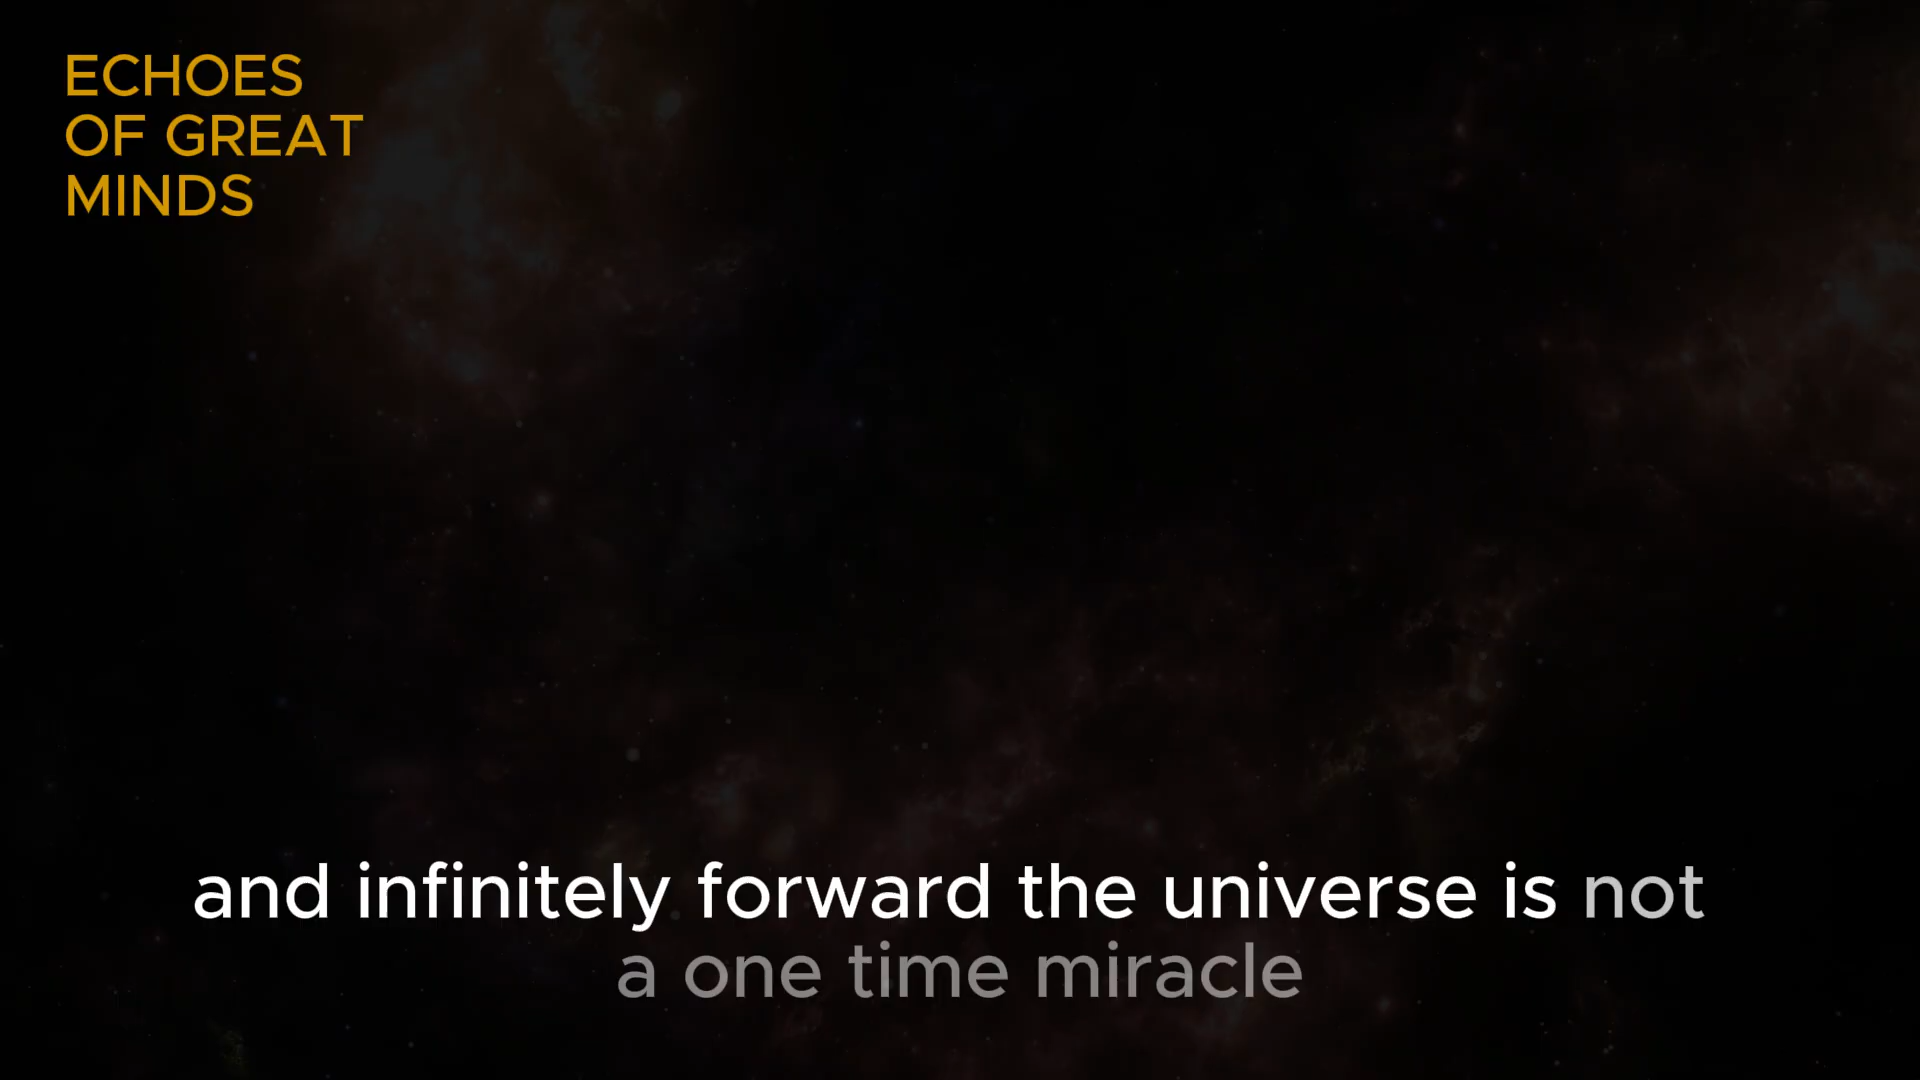 ECHOES
OF GREAT
MINDS
and infinitely forward the universe is not
a one time miracle